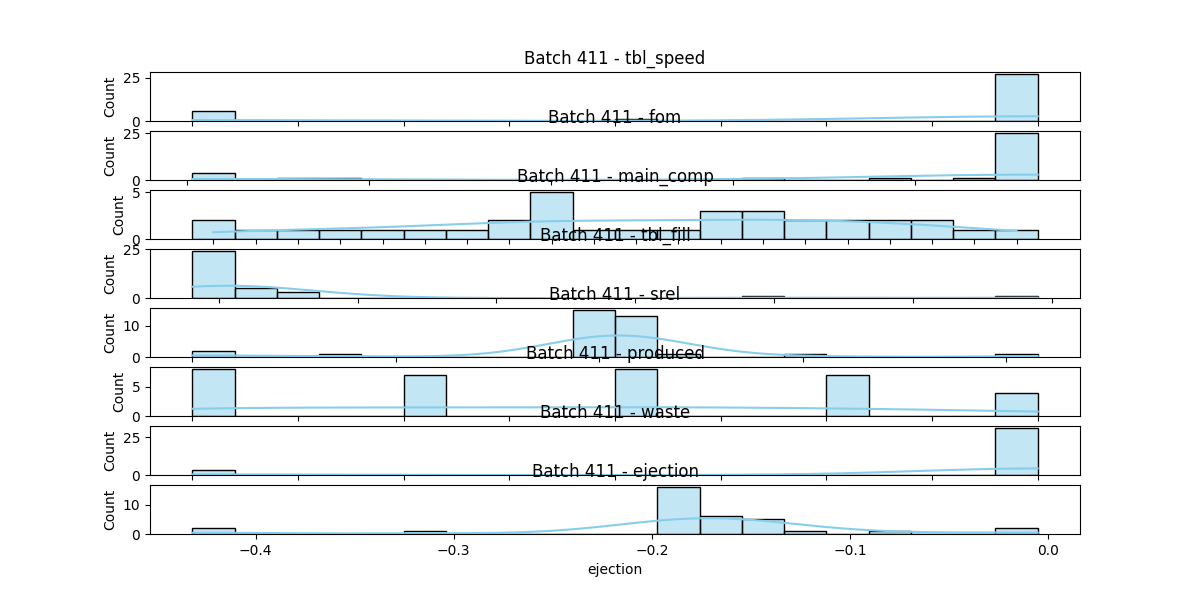 Batch 411 - tbl_speed
25
0
Count
Batch 411 - fom
25
0
Count
Batch 411 - main_comp
5
0
Count
Batch 411 - tbl_fill
25
0
Count
Batch 411 - srel
10
0
Count
Batch 411 - produced
5
0
Count
Batch 411 - waste
25
0
Count
Batch 411 - ejection
10
0
Count
−0.4 −0.3 −0.2 −0.1 0.0
ejection